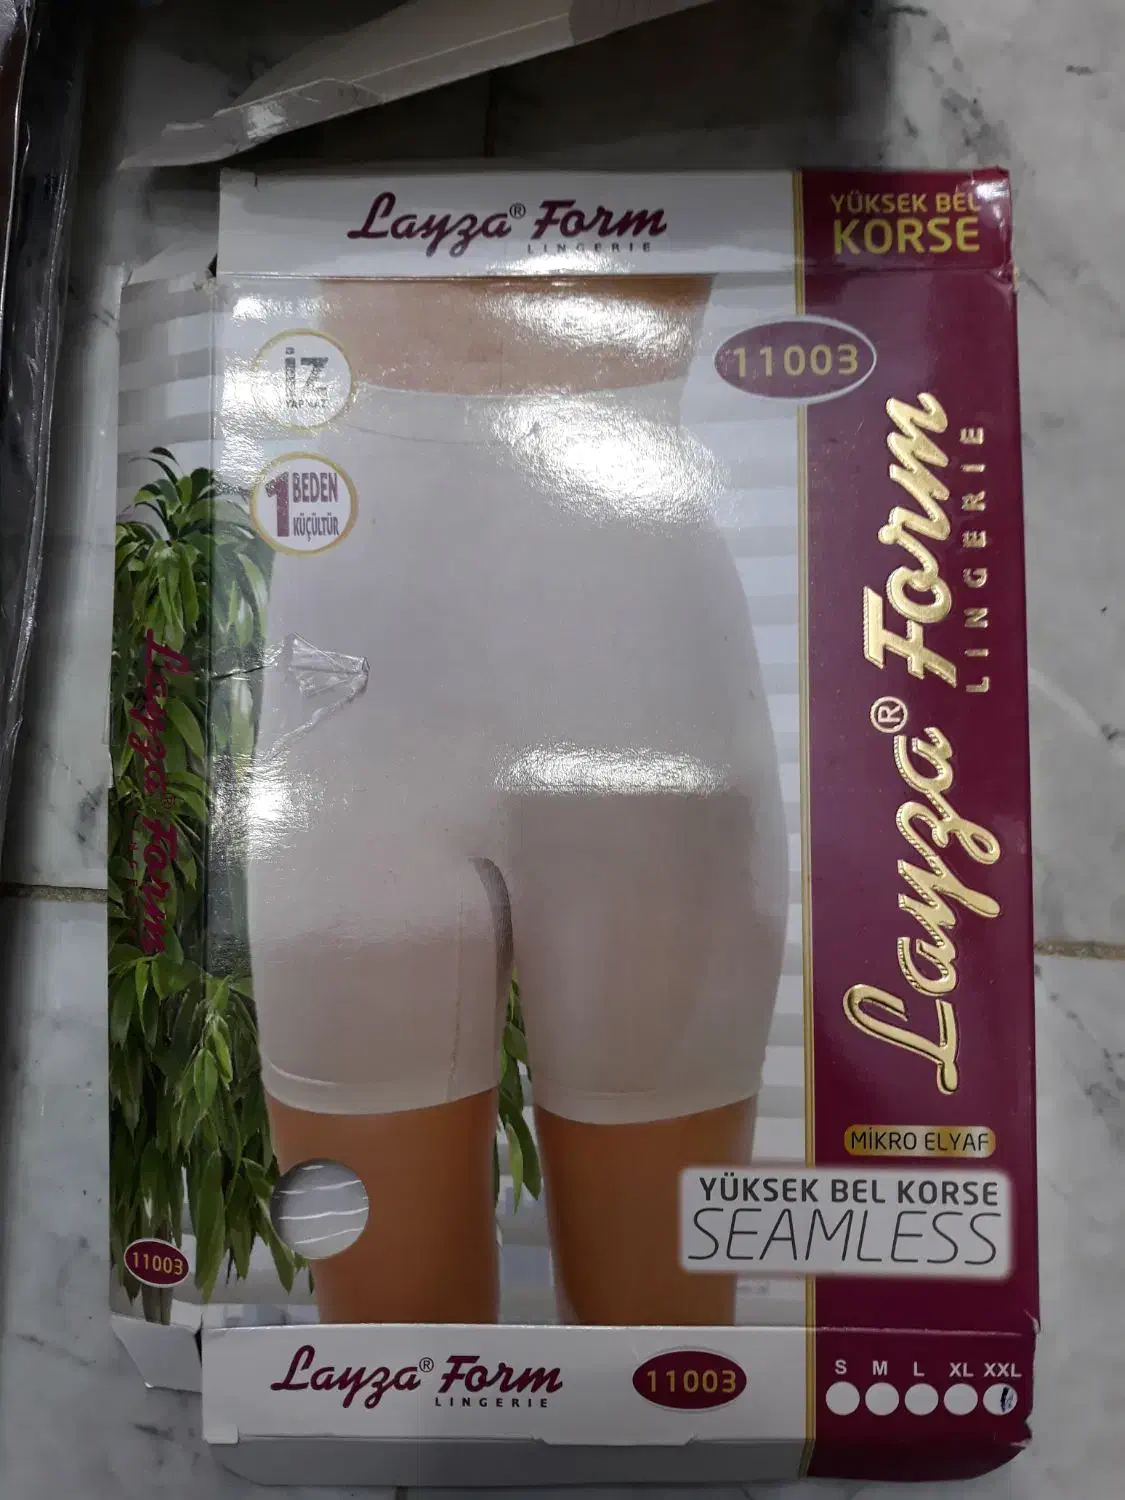 Layza® Form
LINGERIE
YÜKSEK BEL
KORSE
11003
İZ
1 BEDEN
KÜÇÜLTÜR
Layza® Form
LINGERIE
Layza® Form
MİKRO ELYAF
YÜKSEK BEL KORSE
SEAMLESS
11003
Layza® Form
LINGERIE
11003
S M L XL XXL